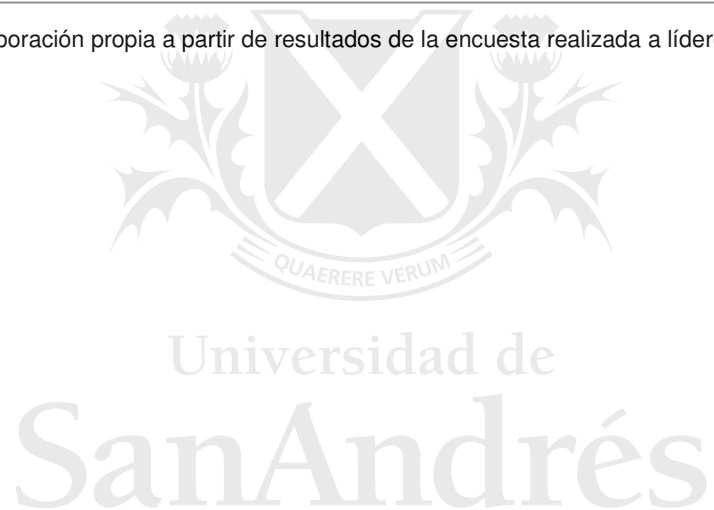 boración propia a partir de resultados de la encuesta realizada a líder
QUAERERE VERUM
Universidad de
SanAndrés